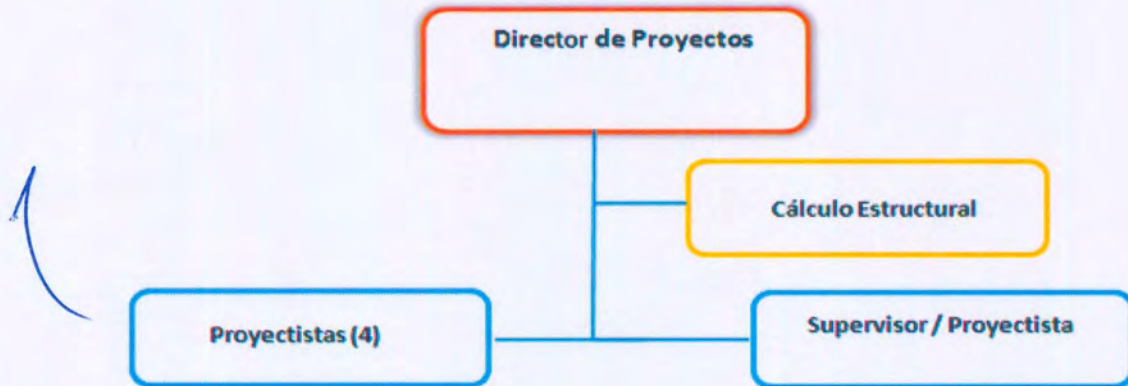 Director de Proyectos
Cálculo Estructural
Proyectistas (4)
Supervisor / Proyectista